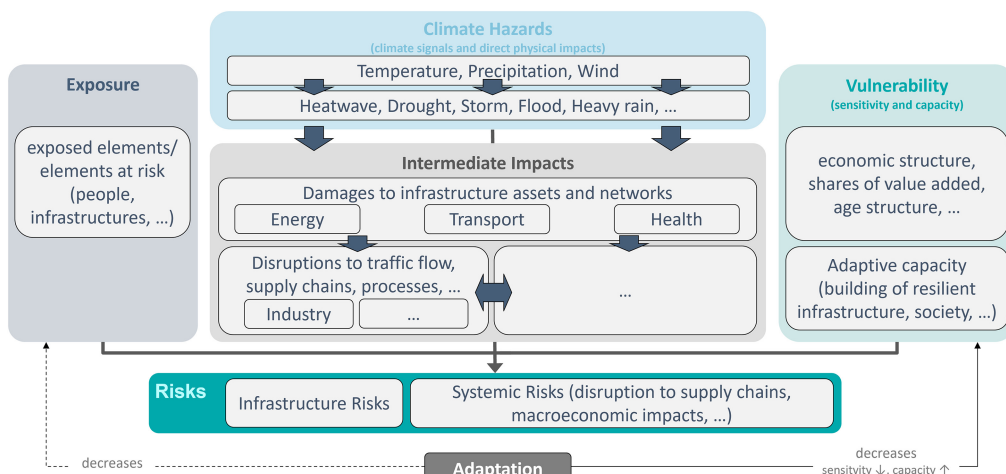 Climate Hazards
(climate signals and direct physical impacts)
Temperature, Precipitation, Wind
Heatwave, Drought, Storm, Flood, Heavy rain, ...
Exposure
exposed elements/
elements at risk
(people,
infrastructures, ...)
Intermediate Impacts
Damages to infrastructure assets and networks
Energy
Transport
Health
Disruptions to traffic flow,
supply chains, processes, ...
Industry
...
...
Vulnerability
(sensitivity and capacity)
economic structure,
shares of value added,
age structure, ...
Adaptive capacity
(building of resilient
infrastructure, society, ...)
Risks
Infrastructure Risks
Systemic Risks (disruption to supply chains,
macroeconomic impacts, ...)
decreases
Adaptation
decreases
sensitivity ↓, capacity ↑